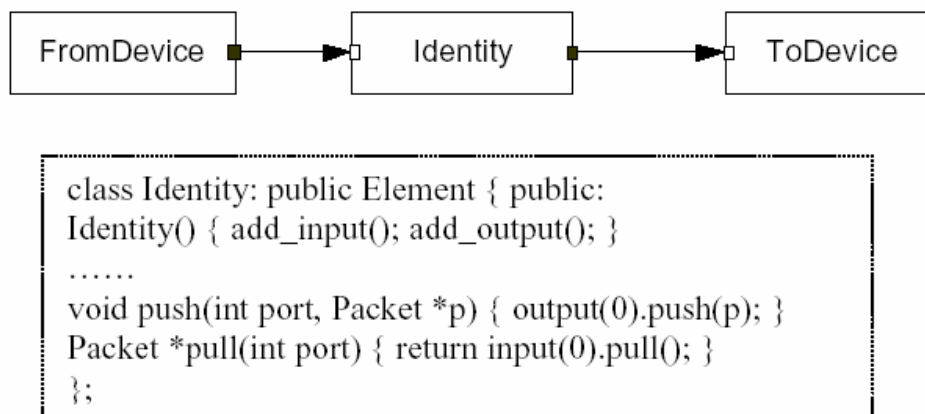 FromDevice
Identity
ToDevice
class Identity: public Element { public:
Identity() { add_input(); add_output(); }
……
void push(int port, Packet *p) { output(0).push(p); }
Packet *pull(int port) { return input(0).pull(); }
};